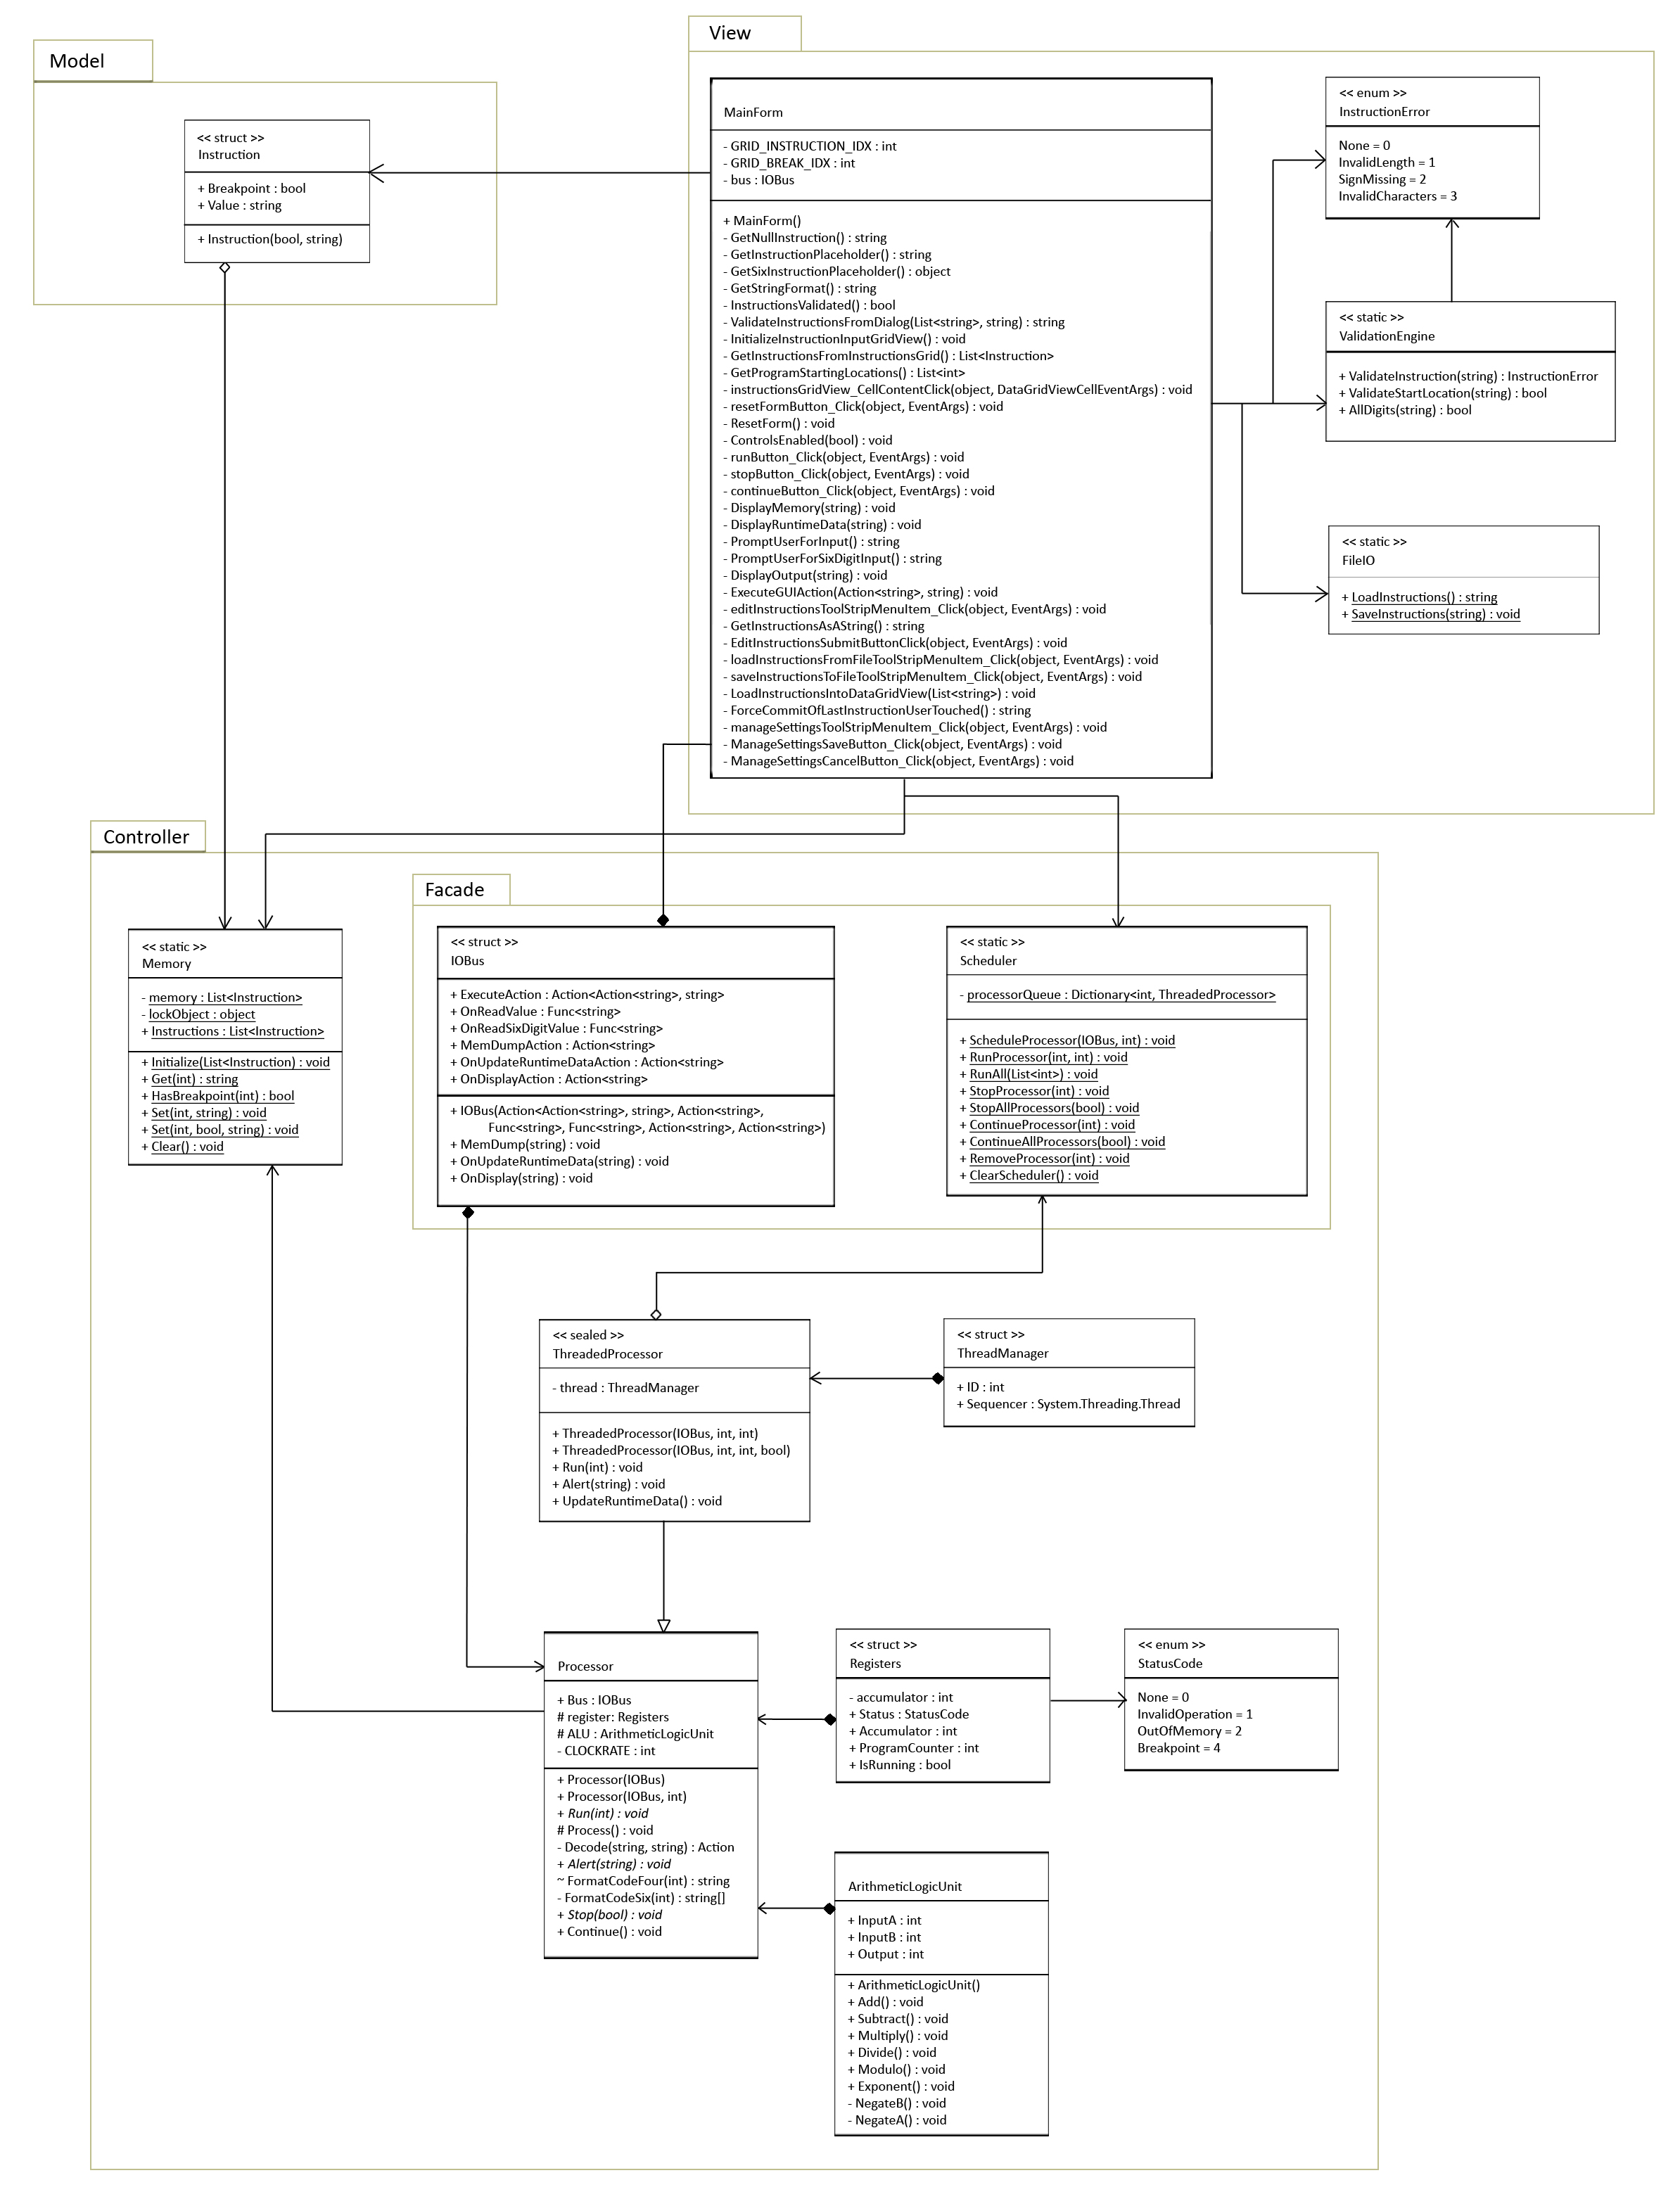 Model
<< struct >>
Instruction
+ Breakpoint : bool
+ Value : string
+ Instruction(bool, string)
View
MainForm
- GRID_INSTRUCTION_IDX : int
- GRID_BREAK_IDX : int
- bus : IOBus
+ MainForm()
- GetNullInstruction() : string
- GetInstructionPlaceholder() : string
- GetSixInstructionPlaceholder() : object
- GetStringFormat() : string
- InstructionsValidated() : bool
- ValidateInstructionsFromDialog(List<string>, string) : string
- InitializeInstructionInputGridView() : void
- GetInstructionsFromInstructionsGrid() : List<Instruction>
- GetProgramStartingLocations() : List<int>
- instructionsGridView_CellContentClick(object, DataGridViewCellEventArgs) : void
- resetFormButton_Click(object, EventArgs) : void
- ResetForm() : void
- ControlsEnabled(bool) : void
- runButton_Click(object, EventArgs) : void
- stopButton_Click(object, EventArgs) : void
- continueButton_Click(object, EventArgs) : void
- DisplayMemory(string) : void
- DisplayRuntimeData(string) : void
- PromptUserForInput() : string
- PromptUserForSixDigitInput() : string
- DisplayOutput(string) : void
- ExecuteGUIAction(Action<string>, string) : void
- editInstructionsToolStripMenuItem_Click(object, EventArgs) : void
- GetInstructionsAsAString() : string
- EditInstructionsSubmitButtonClick(object, EventArgs) : void
- loadInstructionsFromFileToolStripMenuItem_Click(object, EventArgs) : void
- saveInstructionsToFileToolStripMenuItem_Click(object, EventArgs) : void
- LoadInstructionsIntoDataGridView(List<string>) : void
- ForceCommitOfLastInstructionUserTouched() : string
- manageSettingsToolStripMenuItem_Click(object, EventArgs) : void
- ManageSettingsSaveButton_Click(object, EventArgs) : void
- ManageSettingsCancelButton_Click(object, EventArgs) : void
<< enum >>
InstructionError
None = 0
InvalidLength = 1
SignMissing = 2
InvalidCharacters = 3
<< static >>
ValidationEngine
+ ValidateInstruction(string) : InstructionError
+ ValidateStartLocation(string) : bool
+ AllDigits(string) : bool
<< static >>
FileIO
+ LoadInstructions() : string
+ SaveInstructions(string) : void
Controller
<< static >>
Memory
- memory : List<Instruction>
- lockObject : object
+ Instructions : List<Instruction>
+ Initialize(List<Instruction) : void
+ Get(int) : string
+ HasBreakpoint(int) : bool
+ Set(int, string) : void
+ Set(int, bool, string) : void
+ Clear() : void
Facade
<< struct >>
IOBus
+ ExecuteAction : Action<Action<string>, string>
+ OnReadValue : Func<string>
+ OnReadSixDigitValue : Func<string>
+ MemDumpAction : Action<string>
+ OnUpdateRuntimeDataAction : Action<string>
+ OnDisplayAction : Action<string>
+ IOBus(Action<Action<string>, string>, Action<string>,
Func<string>, Func<string>, Action<string>, Action<string>)
+ MemDump(string) : void
+ OnUpdateRuntimeData(string) : void
+ OnDisplay(string) : void
<< static >>
Scheduler
- processorQueue : Dictionary<int, ThreadedProcessor>
+ ScheduleProcessor(IOBus, int) : void
+ RunProcessor(int, int) : void
+ RunAll(List<int>) : void
+ StopProcessor(int) : void
+ StopAllProcessors(bool) : void
+ ContinueProcessor(int) : void
+ ContinueAllProcessors(bool) : void
+ RemoveProcessor(int) : void
+ ClearScheduler() : void
<< sealed >>
ThreadedProcessor
- thread : ThreadManager
+ ThreadedProcessor(IOBus, int, int)
+ ThreadedProcessor(IOBus, int, int, bool)
+ Run(int) : void
+ Alert(string) : void
+ UpdateRuntimeData() : void
<< struct >>
ThreadManager
+ ID : int
+ Sequencer : System.Threading.Thread
Processor
+ Bus : IOBus
# register: Registers
# ALU : ArithmeticLogicUnit
- CLOCKRATE : int
+ Processor(IOBus)
+ Processor(IOBus, int)
+ Run(int) : void
# Process() : void
- Decode(string, string) : Action
+ Alert(string) : void
~ FormatCodeFour(int) : string
- FormatCodeSix(int) : string[]
+ Stop(bool) : void
+ Continue() : void
<< struct >>
Registers
- accumulator : int
+ Status : StatusCode
+ Accumulator : int
+ ProgramCounter : int
+ IsRunning : bool
<< enum >>
StatusCode
None = 0
InvalidOperation = 1
OutOfMemory = 2
Breakpoint = 4
ArithmeticLogicUnit
+ InputA : int
+ InputB : int
+ Output : int
+ ArithmeticLogicUnit()
+ Add() : void
+ Subtract() : void
+ Multiply() : void
+ Divide() : void
+ Modulo() : void
+ Exponent() : void
- NegateB() : void
- NegateA() : void